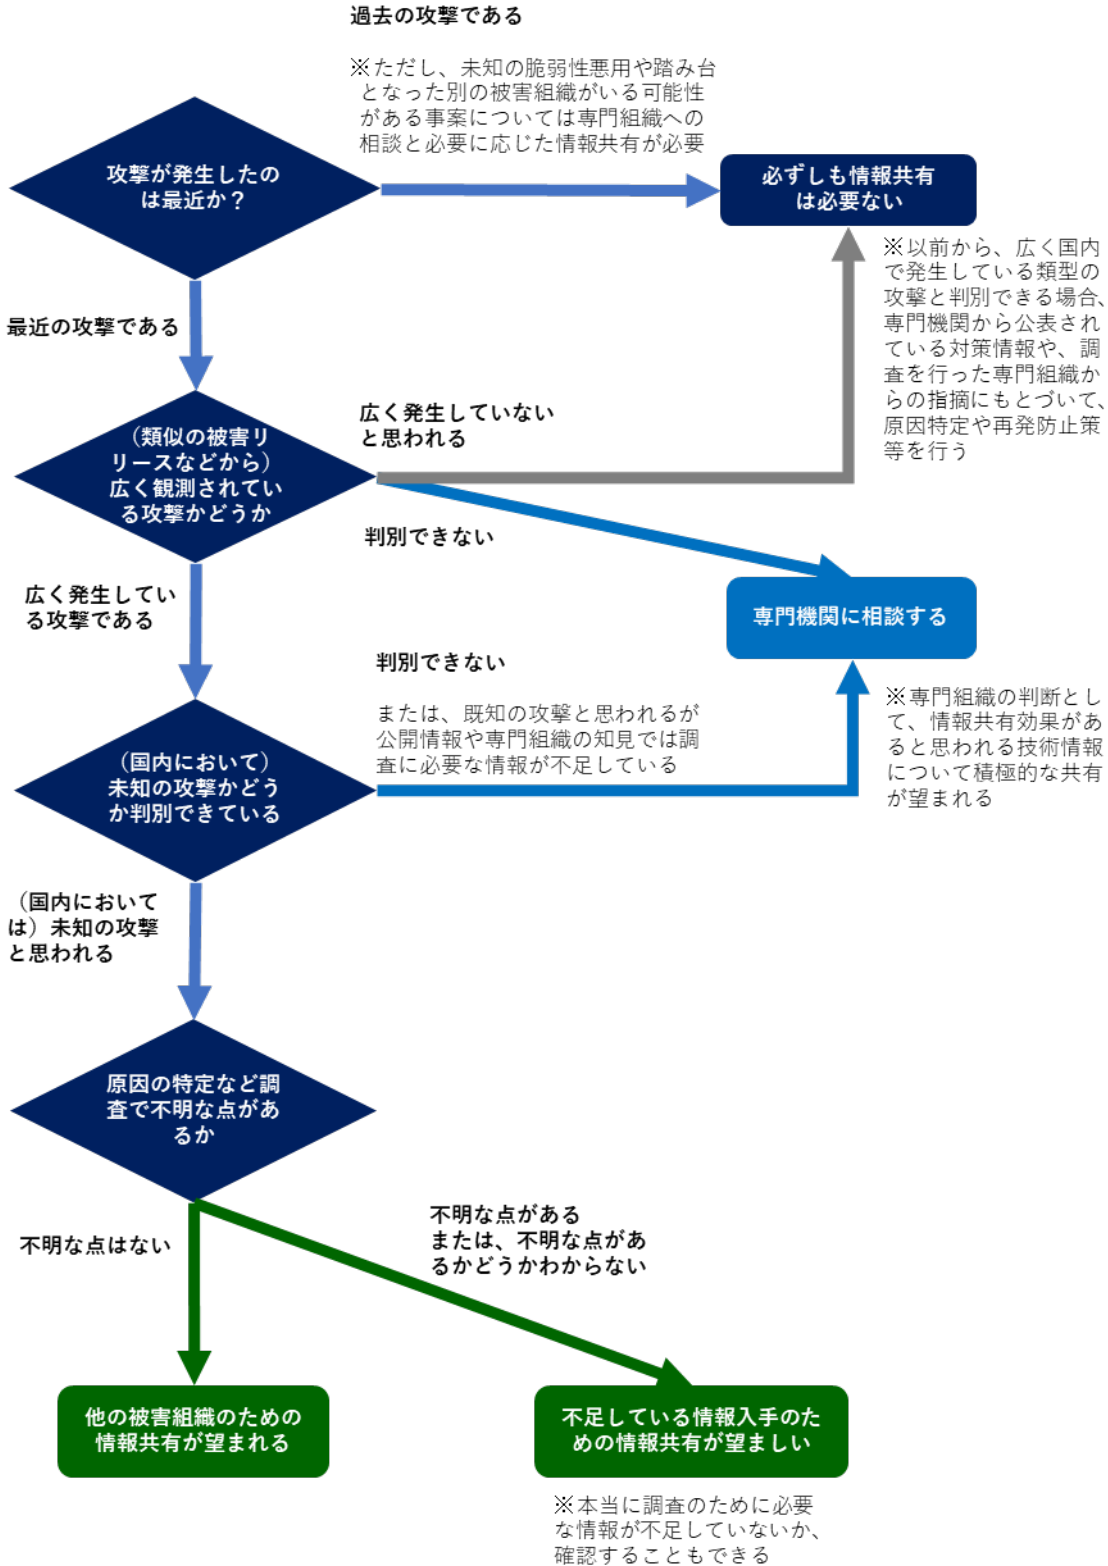 過去の攻撃である
※ただし、未知の脆弱性悪用や踏み台
となった別の被害組織がいる可能性
がある事案については専門組織への
相談と必要に応じた情報共有が必要
攻撃が発生したの
は最近か？
必ずしも情報共有
は必要ない
※以前から、広く国内
で発生している類型の
攻撃と判別できる場合、
専門機関から公表され
ている対策情報や、調
査を行った専門組織か
らの指摘にもとづいて、
原因特定や再発防止策
等を行う
最近の攻撃である
広く発生していない
と思われる
（類似の被害リ
リースなどから）
広く観測されてい
る攻撃かどうか
判別できない
専門機関に相談する
広く発生してい
る攻撃である
判別できない
または、既知の攻撃と思われるが
公開情報や専門組織の知見では調
査に必要な情報が不足している
※専門組織の判断とし
て、情報共有効果があ
ると思われる技術情報
について積極的な共有
が望まれる
（国内において）
未知の攻撃かどう
か判別できている
（国内において
は）未知の攻撃
と思われる
原因の特定など調
査で不明な点があ
るか
不明な点はない
不明な点がある
または、不明な点があ
るかどうかわからない
他の被害組織のための
情報共有が望まれる
不足している情報入手のた
めの情報共有が望ましい
※本当に調査のために必要
な情報が不足していないか、
確認することもできる